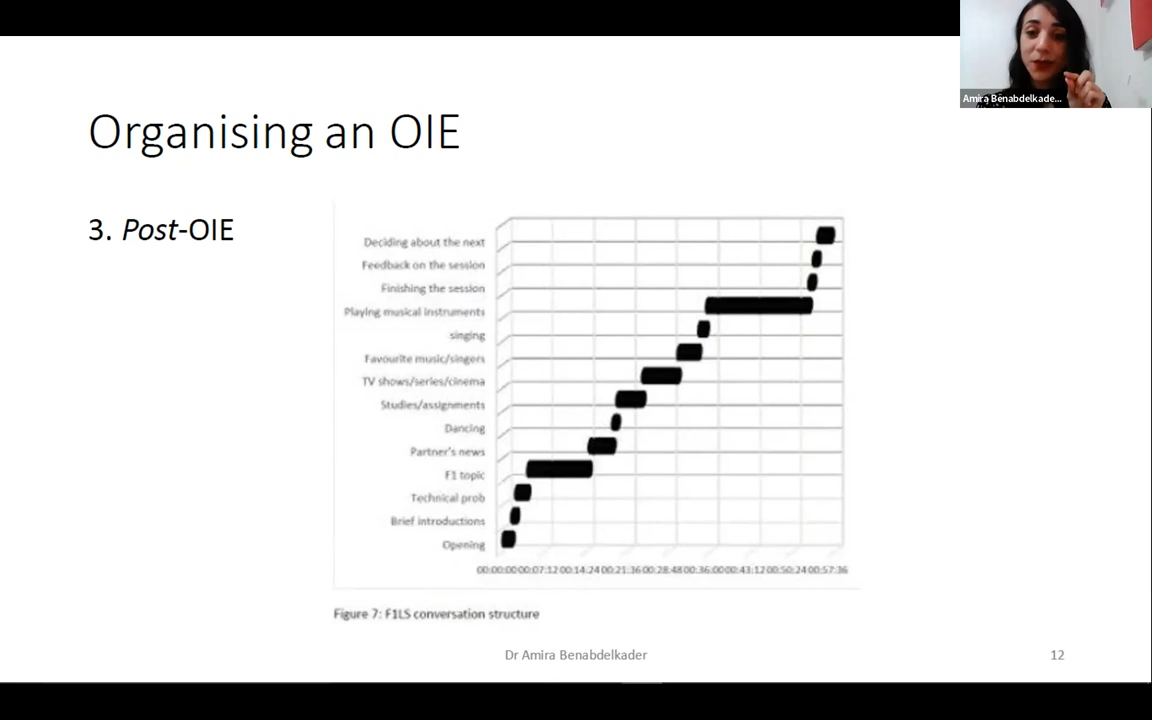 Amira Benabdelkade...
Organising an OIE
3. Post-OIE
Deciding about the next
Feedback on the session
Finishing the session
Playing musical instruments
singing
Favourite music/singers
TV shows/series/cinema
Studies/assignments
Dancing
Partner's news
F1 topic
Technical prob
Brief introductions
Opening
00:00:00 00:07:12 00:14:24 00:21:36 00:28:48 00:36:00 00:43:12 00:50:24 00:57:36
Figure 7: F1LS conversation structure
Dr Amira Benabdelkader
12